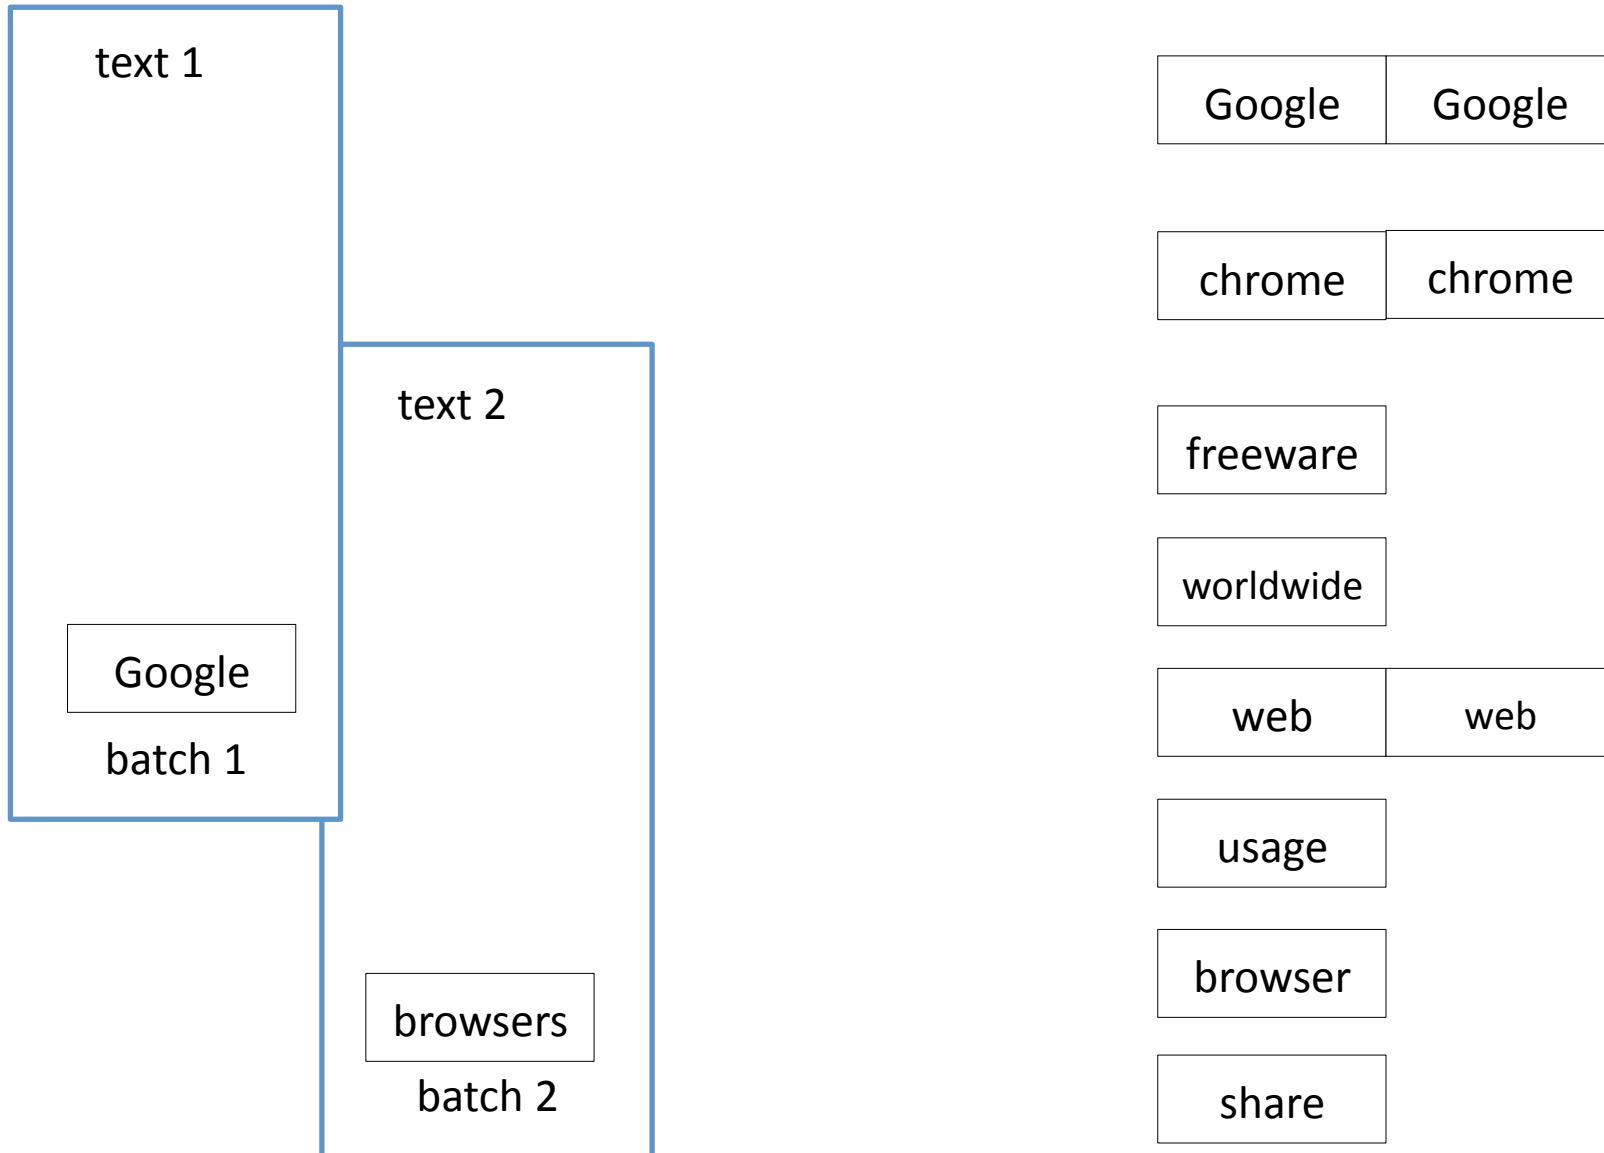 text 1
Google
batch 1
text 2
browsers
batch 2
Google Google
chrome chrome
freeware
worldwide
web web
usage
browser
share